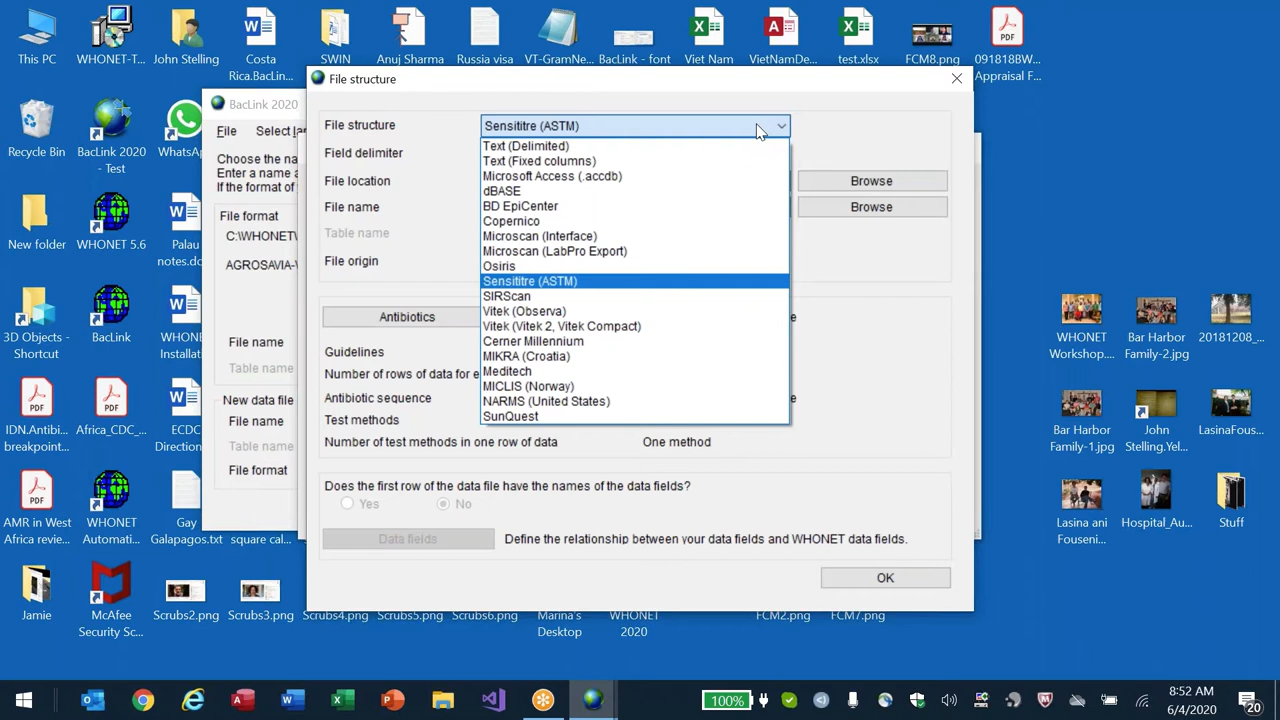 This PC
WHONET-T...
John Stelling
Costa
Rica.BacLin...
SWIN
Anuj Sharma
Russia visa
VT-GramNe...
BacLink - font
Viet Nam
VietNamDe...
test.xlsx
FCM8.png
091818BW...
Appraisal F...
Recycle Bin
BacLink 2020
- Test
WhatsA
New folder
WHONET 5.6
Palau
notes.do
3D Objects -
Shortcut
BacLink
WHONE
Installat
IDN.Antibi...
breakpoint...
Africa_CDC_...
ECDC
Direction
AMR in West
Africa revie...
WHONET
Automati...
Gay
Galapagos.txt
square cal...
Jamie
McAfee
Security Sc...
Scrubs2.png
Scrubs3.png
Scrubs4.png
Scrubs5.png
Scrubs6.png
Marina's
Desktop
WHONET
2020
FCM2.png
FCM7.png
WHONET
Workshop....
Bar Harbor
Family-2.jpg
20181208_...
Bar Harbor
Family-1.jpg
John
Stelling.Yel...
LasinaFous...
Lasina ani
Fouseni...
Hospital_Au...
Stuff
BacLink 2020
File
Select lan
Choose the na
Enter a name a
If the format of
File format
C:\WHONET\
AGROSAVIA-V
File name
Table name
New data file
File name
Table name
File format
File structure
File structure
Sensititre (ASTM)
Field delimiter
File location
Browse
File name
Browse
Table name
File origin
Text (Delimited)
Text (Fixed columns)
Microsoft Access (.accdb)
dBASE
BD EpiCenter
Copernico
Microscan (Interface)
Microscan (LabPro Export)
Osiris
Sensititre (ASTM)
SIRScan
Vitek (Observa)
Vitek (Vitek 2, Vitek Compact)
Cerner Millennium
MIKRA (Croatia)
Meditech
MICLIS (Norway)
NARMS (United States)
SunQuest
Antibiotics
e
Guidelines
Number of rows of data for e
Antibiotic sequence
Test methods
Number of test methods in one row of data
One method
Does the first row of the data file have the names of the data fields?
Yes
No
Data fields
Define the relationship between your data fields and WHONET data fields.
OK
100%
8:52 AM
6/4/2020
20